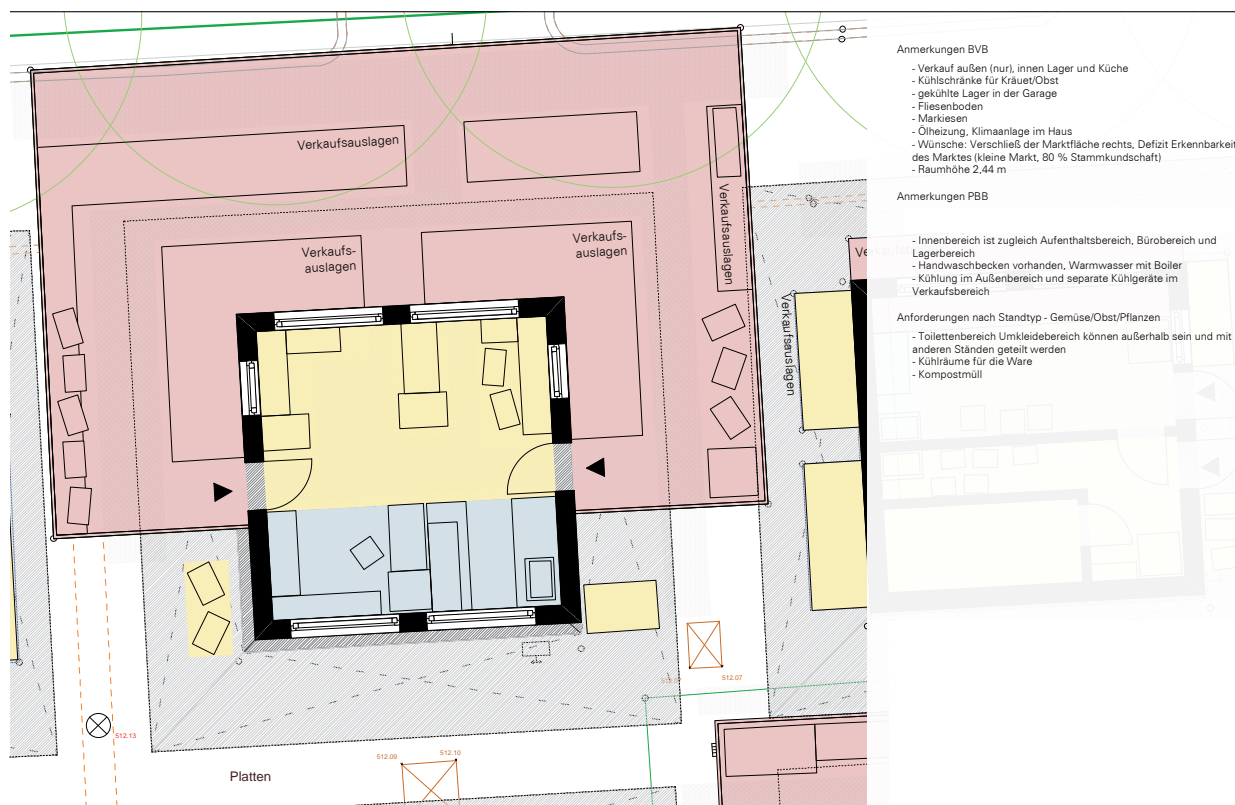 Anmerkungen BVB
- Verkauf außen (nur), innen Lager und Küche
- Kühlschränke für Kräuet/Obst
- gekühlte Lager in der Garage
- Fliesenboden
- Markiesen
- Ölheizung, Klimaanlage im Haus
- Wünsche: Verschließ der Marktfläche rechts, Defizit Erkennbarkeit
des Marktes (kleine Markt, 80 % Stammkundschaft)
- Raumhöhe 2,44 m
Anmerkungen PBB
- Innenbereich ist zugleich Aufenthaltsbereich, Bürobereich und
Lagerbereich
- Handwaschbecken vorhanden, Warmwasser mit Boiler
- Kühlung im Außenbereich und separate Kühlgeräte im
Verkaufsbereich
Anforderungen nach Standtyp - Gemüse/Obst/Pflanzen
- Toilettenbereich Umkleidebereich können außerhalb sein und mit
anderen Ständen geteilt werden
- Kühlräume für die Ware
- Kompostmüll
Verkaufsauslagen
Verkaufs-
auslagen
Verkaufs-
auslagen
Verkaufsauslagen
Verkaufsauslagen
512.07
512.13
512.09
512.10
Platten